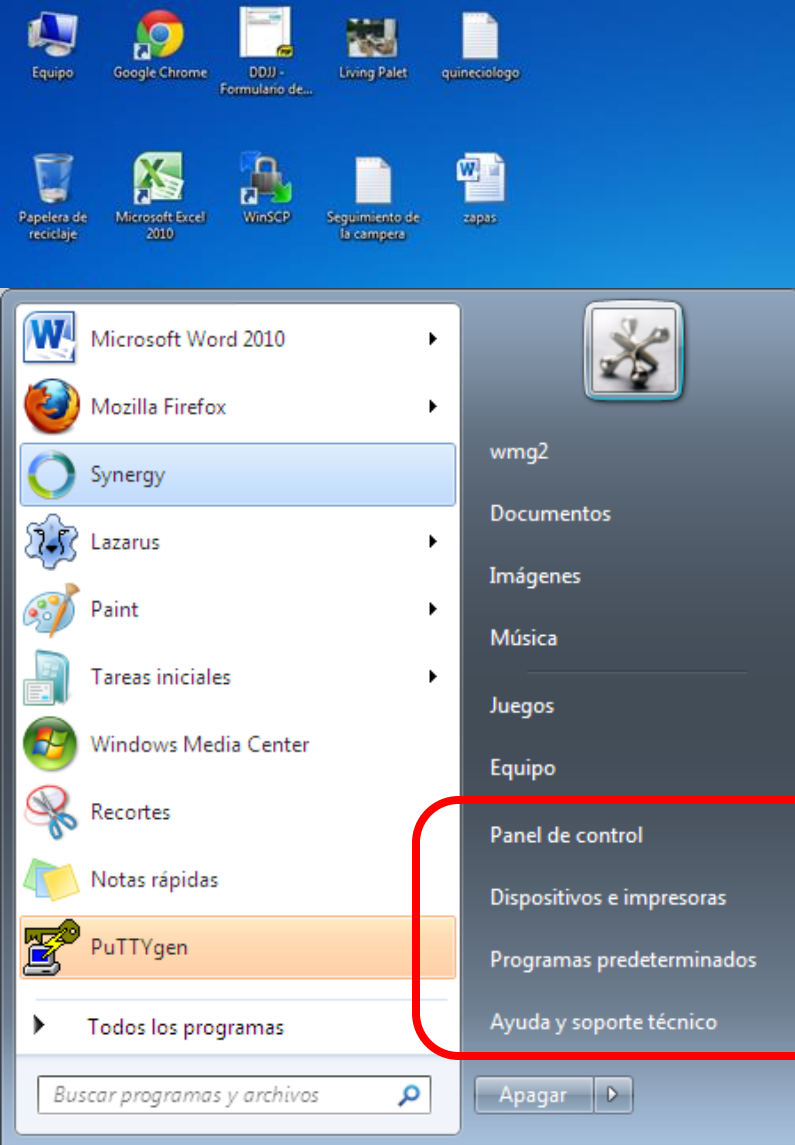 Equipo
Google Chrome
DDJJ -
Formulario de...
Living Palet
quineciologo
Papelera de
reciclaje
Microsoft Excel
2010
WinSCP
Seguimiento de
la campera
zapas
Microsoft Word 2010
Mozilla Firefox
Synergy
Lazarus
Paint
Tareas iniciales
Windows Media Center
Recortes
Notas rápidas
PuTTYgen
Todos los programas
Buscar programas y archivos
wmg2
Documentos
Imágenes
Música
Juegos
Equipo
Panel de control
Dispositivos e impresoras
Programas predeterminados
Ayuda y soporte técnico
Apagar